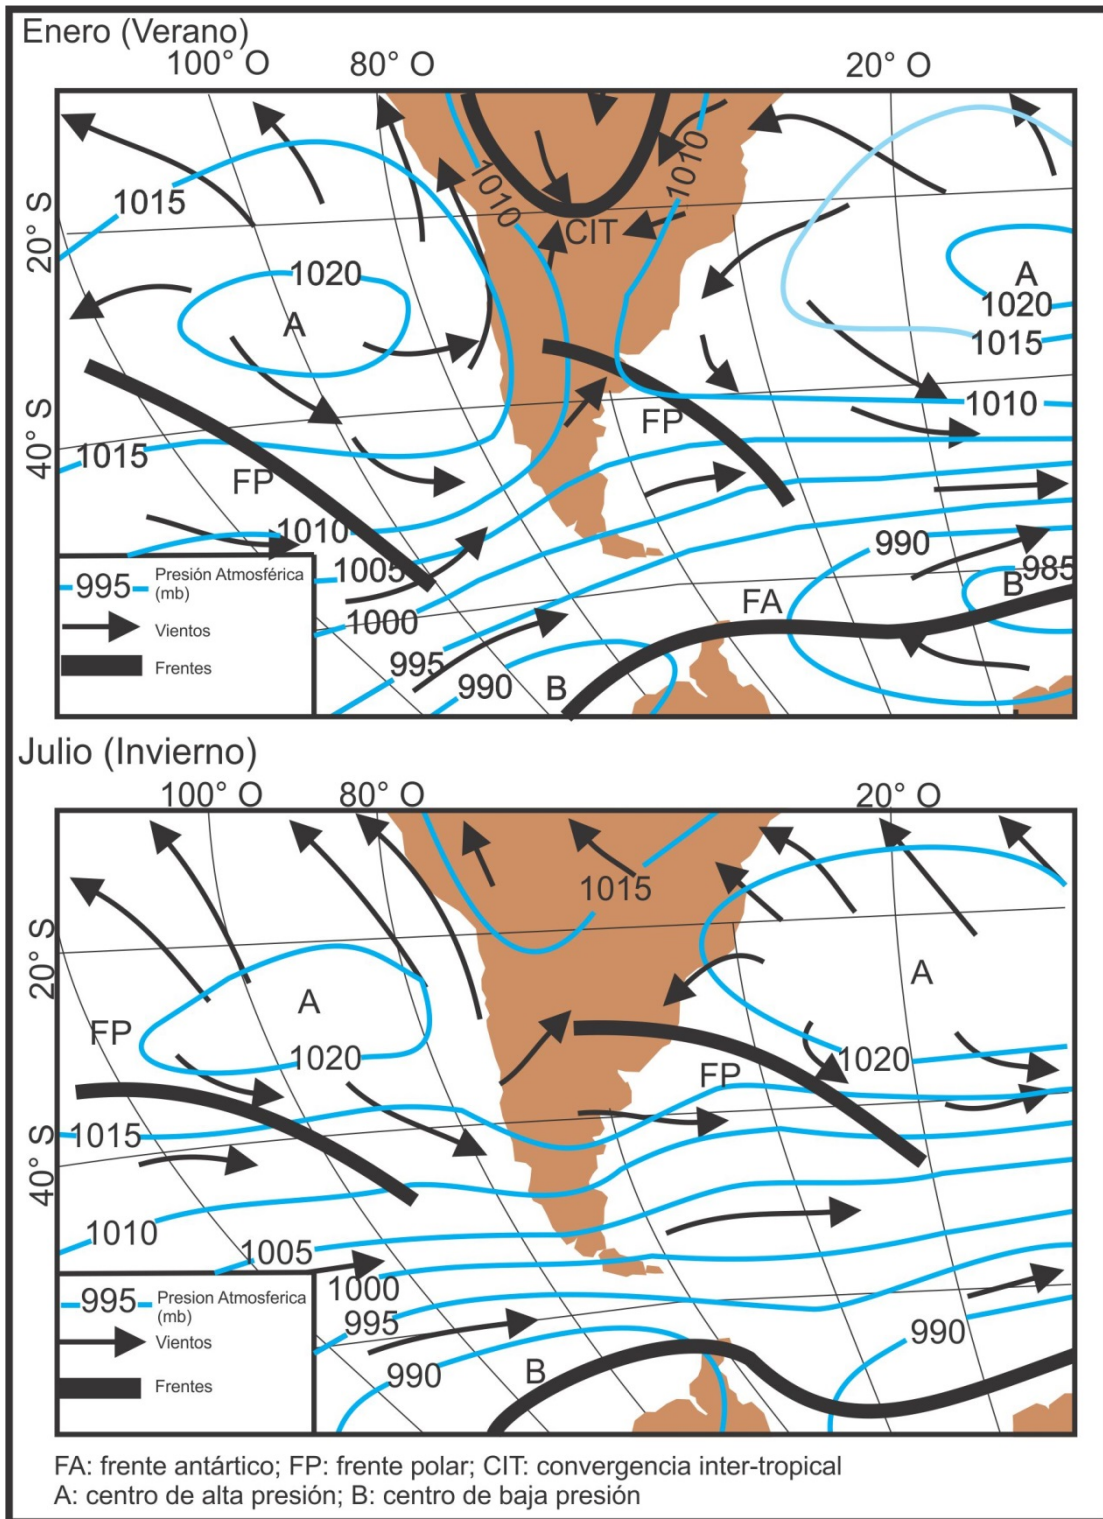 Enero (Verano)
100° O 80° O 20° O
1010 1010
1015
20° S
CIT
1020
A
A
1020
1015
1010
40° S
1015
FP
FP
1010
990
1005
985
B
995 Presión Atmosférica
(mb)
FA
1000
Vientos
995
990
B
Frentes
Julio (Invierno)
100° O 80° O 20° O
1015
20° S
A
A
FP
1020
1020
FP
1015
40° S
1010
1005
1000
995 Presion Atmosferica
(mb)
995
990
Vientos
990
B
Frentes
FA: frente antártico; FP: frente polar; CIT: convergencia inter-tropical
A: centro de alta presión; B: centro de baja presión